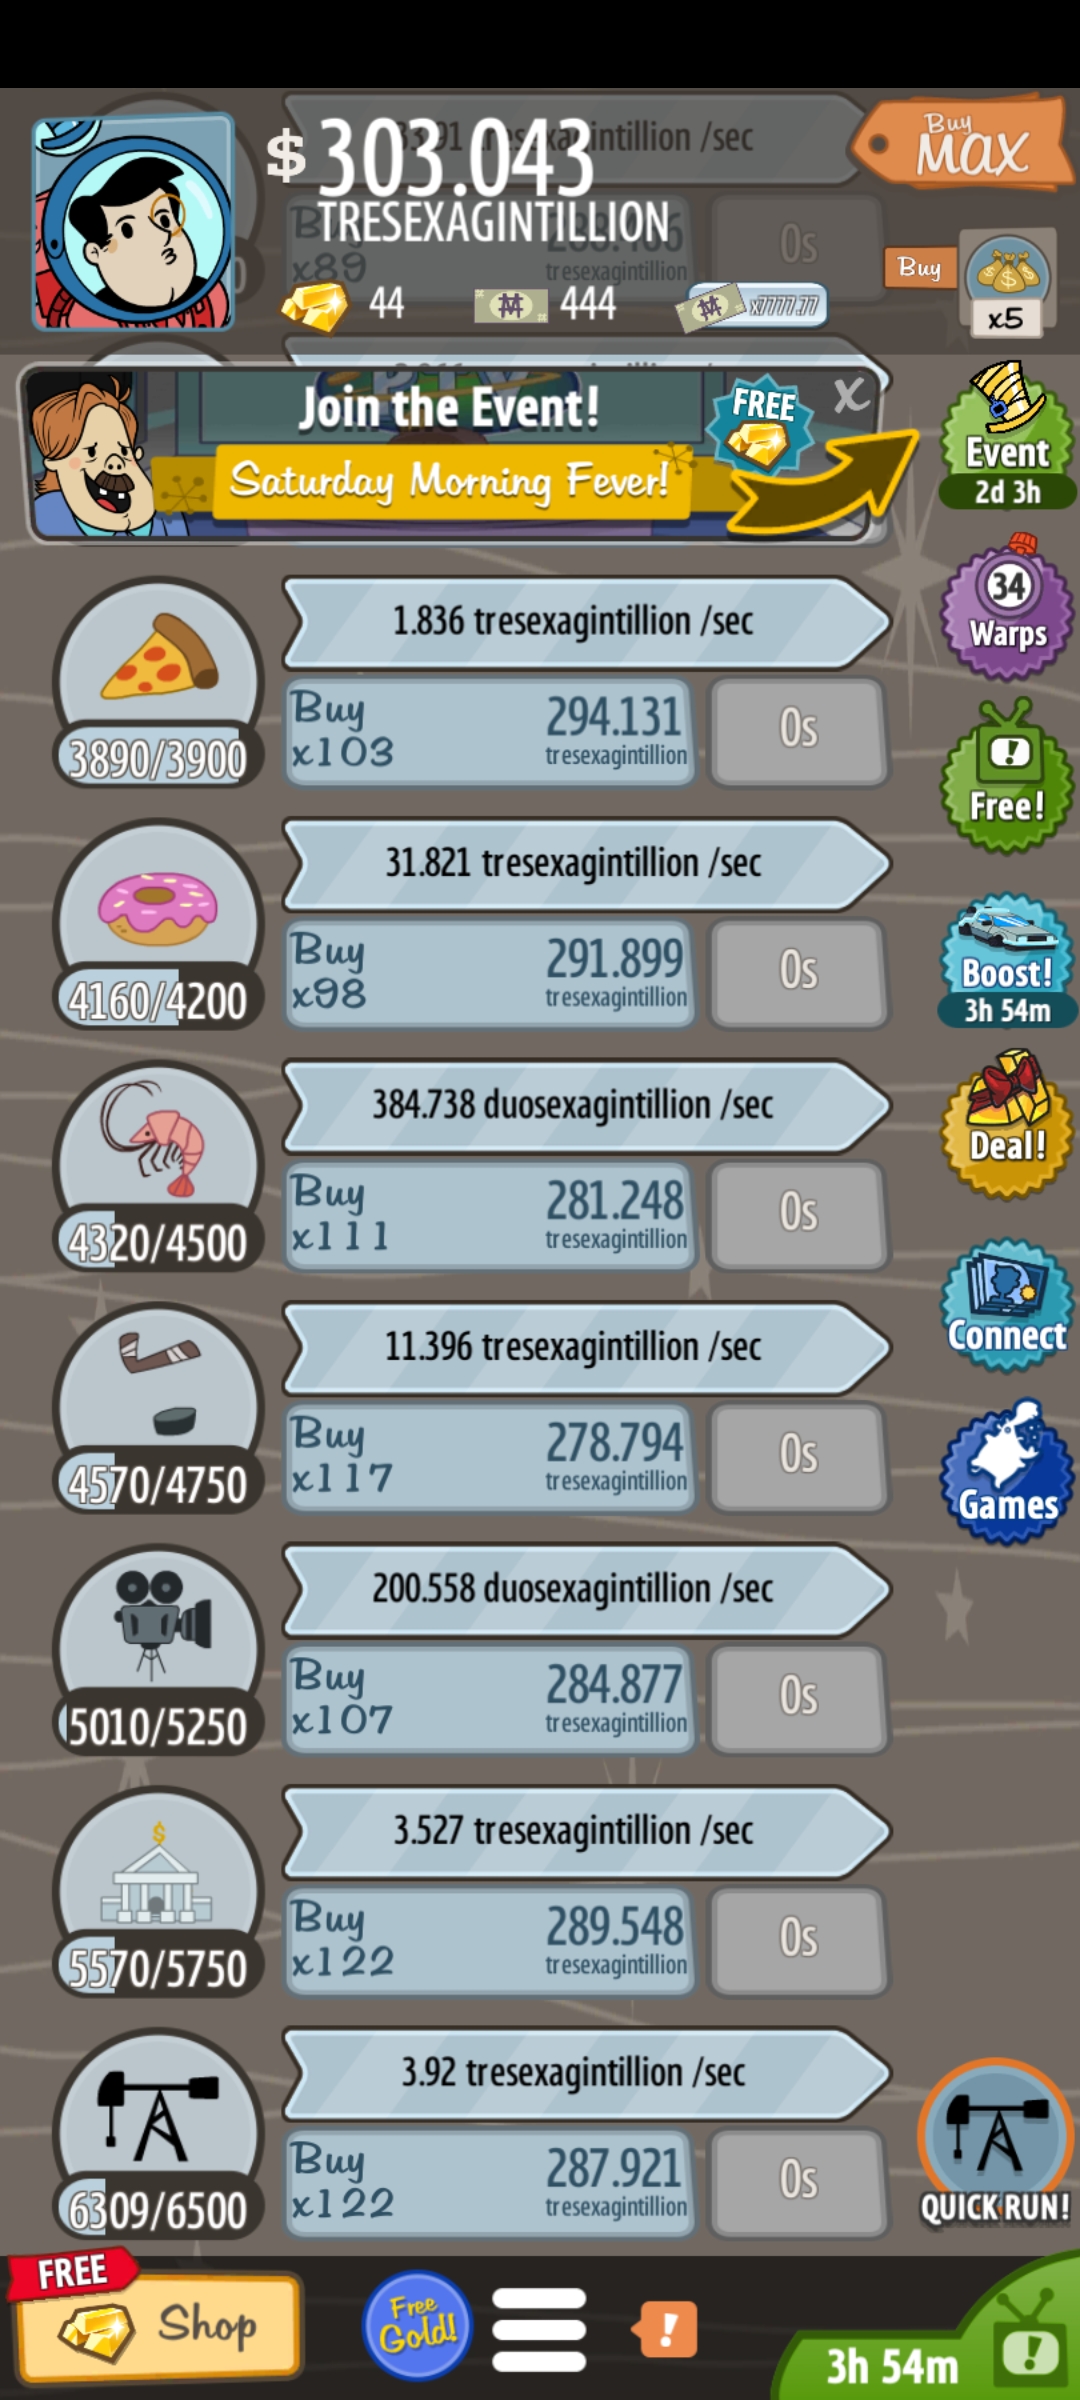 $ 303.043
TRESEXAGINTILLION
44
444
x7777.77
Buy
MAX
Buy
x5
/sec
x89
tresexagintillion
0s
Join the Event!
Saturday Morning Fever!
FREE
X
Event
2d 3h
34
Warps
Free!
Boost!
3h 54m
Deal!
Connect
Games
1.836 tresexagintillion /sec
3890/3900
Buy
x103
294.131
tresexagintillion
0s
31.821 tresexagintillion /sec
4160/4200
Buy
x98
291.899
tresexagintillion
0s
384.738 duosexagintillion /sec
4320/4500
Buy
x111
281.248
tresexagintillion
0s
11.396 tresexagintillion /sec
4570/4750
Buy
x117
278.794
tresexagintillion
0s
200.558 duosexagintillion /sec
5010/5250
Buy
x107
284.877
tresexagintillion
0s
3.527 tresexagintillion /sec
5570/5750
Buy
x122
289.548
tresexagintillion
0s
3.92 tresexagintillion /sec
6309/6500
Buy
x122
287.921
tresexagintillion
0s
QUICK RUN!
FREE
Shop
Free
Gold!
!
3h 54m
!